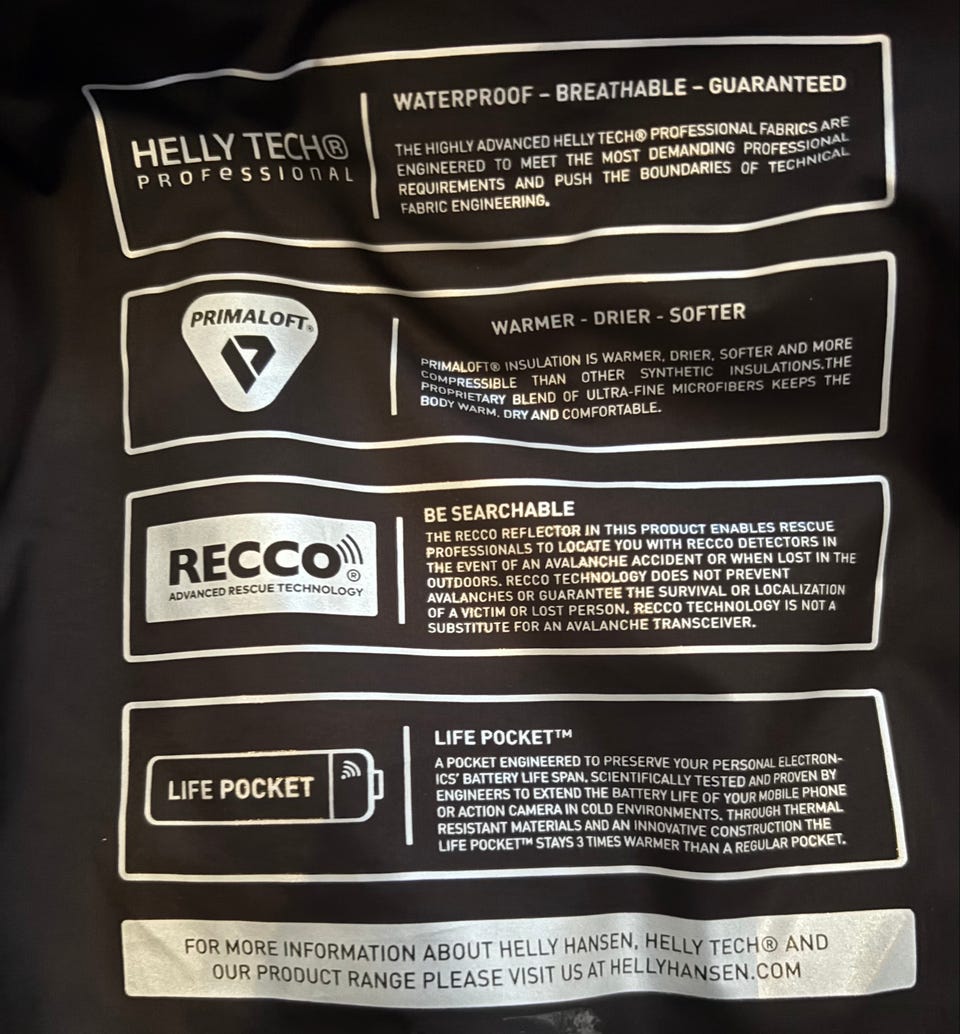 HELLY TECH®
PROFeSSIONAL
WATERPROOF – BREATHABLE – GUARANTEED
THE HIGHLY ADVANCED HELLY TECH® PROFESSIONAL FABRICS ARE
ENGINEERED TO MEET THE MOST DEMANDING PROFESSIONAL
REQUIREMENTS AND PUSH THE BOUNDARIES OF TECHNICAL
FABRIC ENGINEERING.
PRIMALOFT®
WARMER - DRIER - SOFTER
PRIMALOFT® INSULATION IS WARMER, DRIER, SOFTER AND MORE
COMPRESSIBLE THAN OTHER SYNTHETIC INSULATIONS.THE
PROPRIETARY BLEND OF ULTRA-FINE MICROFIBERS KEEPS THE
BODY WARM, DRY AND COMFORTABLE.
RECCO®
ADVANCED RESCUE TECHNOLOGY
BE SEARCHABLE
THE RECCO REFLECTOR IN THIS PRODUCT ENABLES RESCUE
PROFESSIONALS TO LOCATE YOU WITH RECCO DETECTORS IN
THE EVENT OF AN AVALANCHE ACCIDENT OR WHEN LOST IN THE
OUTDOORS. RECCO TECHNOLOGY DOES NOT PREVENT
AVALANCHES OR GUARANTEE THE SURVIVAL OR LOCALIZATION
OF A VICTIM OR LOST PERSON. RECCO TECHNOLOGY IS NOT A
SUBSTITUTE FOR AN AVALANCHE TRANSCEIVER.
LIFE POCKET
LIFE POCKET™
A POCKET ENGINEERED TO PRESERVE YOUR PERSONAL ELECTRON-
ICS' BATTERY LIFE SPAN. SCIENTIFICALLY TESTED AND PROVEN BY
ENGINEERS TO EXTEND THE BATTERY LIFE OF YOUR MOBILE PHONE
OR ACTION CAMERA IN COLD ENVIRONMENTS. THROUGH THERMAL
RESISTANT MATERIALS AND AN INNOVATIVE CONSTRUCTION THE
LIFE POCKET™ STAYS 3 TIMES WARMER THAN A REGULAR POCKET.
FOR MORE INFORMATION ABOUT HELLY HANSEN, HELLY TECH® AND
OUR PRODUCT RANGE PLEASE VISIT US AT HELLYHANSEN.COM